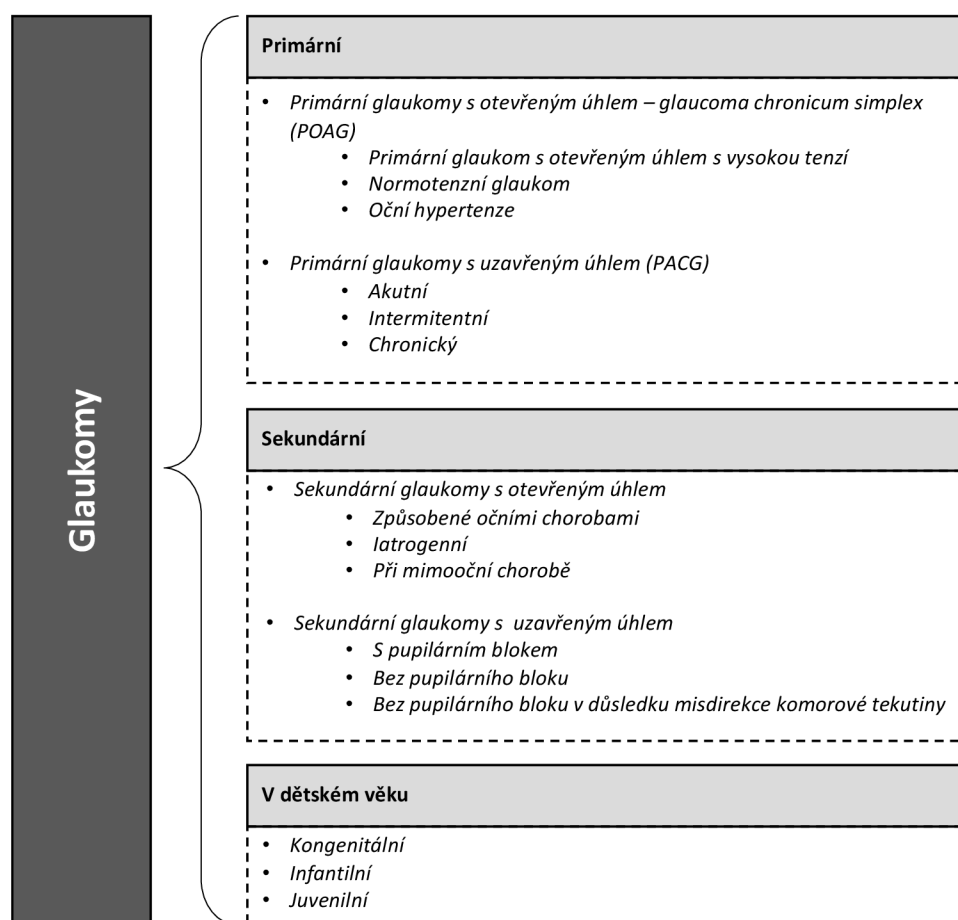 Glaukomy
Primární
• Primární glaukomy s otevřeným úhlem – glaucoma chronicum simplex
(POAG)
• Primární glaukom s otevřeným úhlem s vysokou tenzí
• Normotenzní glaukom
• Oční hypertenze
• Primární glaukomy s uzavřeným úhlem (PACG)
• Akutní
• Intermitentní
• Chronický
Sekundární
• Sekundární glaukomy s otevřeným úhlem
• Způsobené očními chorobami
• Iatrogenní
• Při mimooční chorobě
• Sekundární glaukomy s uzavřeným úhlem
• S pupilárním blokem
• Bez pupilárního bloku
• Bez pupilárního bloku v důsledku misdirekce komorové tekutiny
V dětském věku
• Kongenitální
• Infantilní
• Juvenilní